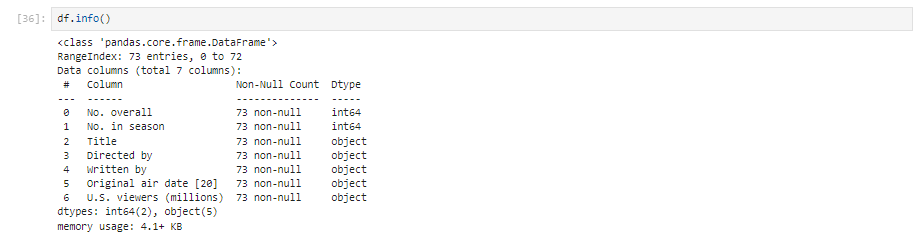 [36]: df.info()
<class 'pandas.core.frame.DataFrame'>
RangeIndex: 73 entries, 0 to 72
Data columns (total 7 columns):
 #   Column                   Non-Null Count  Dtype
---  ------                   --------------  -----
 0   No. overall              73 non-null     int64
 1   No. in season            73 non-null     int64
 2   Title                    73 non-null     object
 3   Directed by              73 non-null     object
 4   Written by               73 non-null     object
 5   Original air date [20]   73 non-null     object
 6   U.S. viewers (millions)  73 non-null     object
dtypes: int64(2), object(5)
memory usage: 4.1+ KB